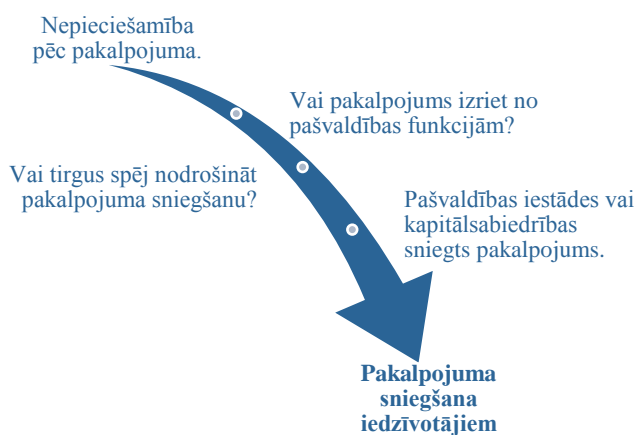 Nepieciešamība
pēc pakalpojuma.
Vai pakalpojums izriet no
pašvaldības funkcijām?
Vai tirgus spēj nodrošināt
pakalpojuma sniegšanu?
Pašvaldības iestādes vai
kapitālsabiedrības
sniegts pakalpojums.
Pakalpojuma
sniegšana
iedzīvotājiem